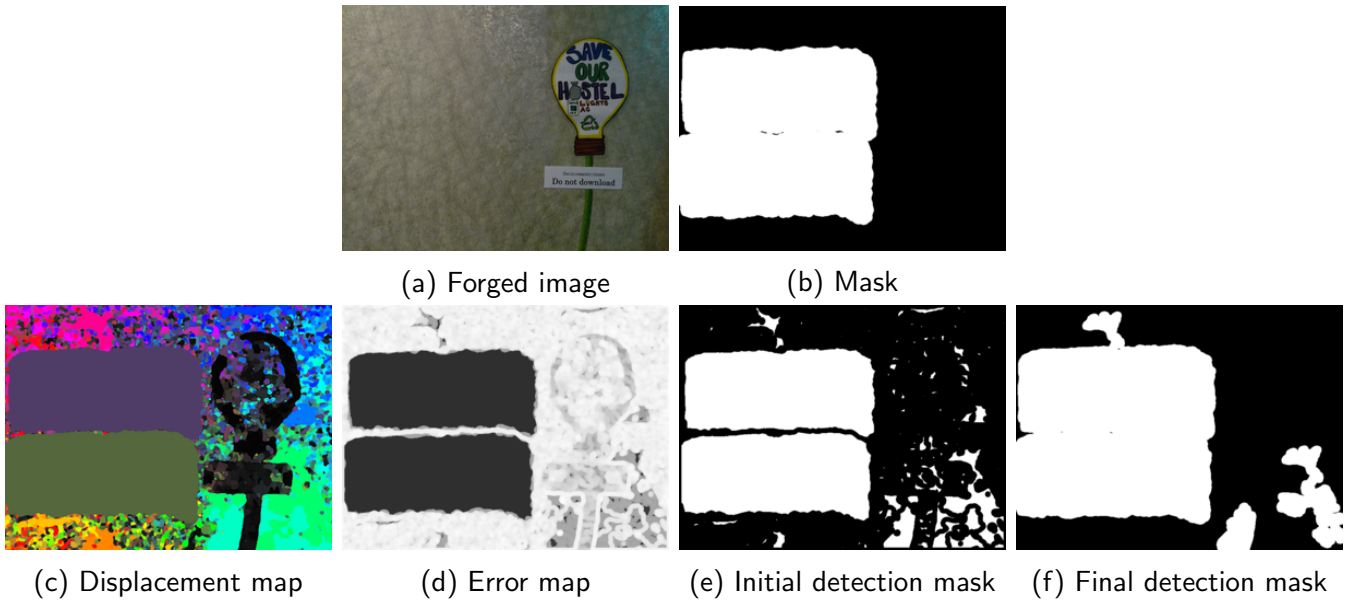 SAVE
OUR
HOSTEL
LIGHTS
Do not download
(a) Forged image
(b) Mask
(c) Displacement map
(d) Error map
(e) Initial detection mask
(f) Final detection mask